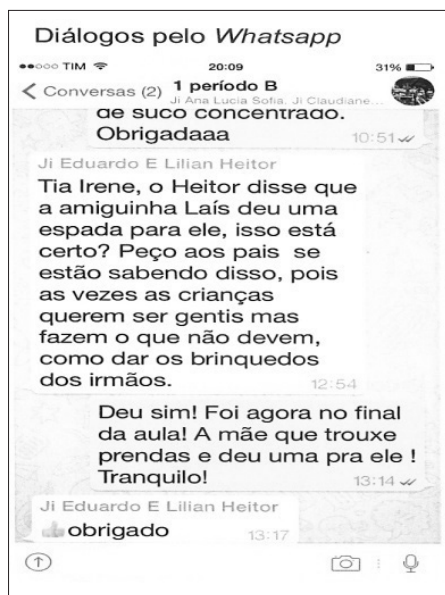 Diálogos pelo Whatsapp
TIM 20:09 31%
Conversas (2) 1 período B
Ji Ana Lucia Sofia, Ji Claudiane...
de suco concentrado.
Obrigadaaa 10:51
Ji Eduardo E Lilian Heitor
Tia Irene, o Heitor disse que
a amiguinha Laís deu uma
espada para ele, isso está
certo? Peço aos pais se
estão sabendo disso, pois
as vezes as crianças
querem ser gentis mas
fazem o que não devem,
como dar os brinquedos
dos irmãos. 12:54
Deu sim! Foi agora no final
da aula! A mãe que trouxe
prendas e deu uma pra ele !
Tranquilo! 13:14
Ji Eduardo E Lilian Heitor
👍obrigado 13:17